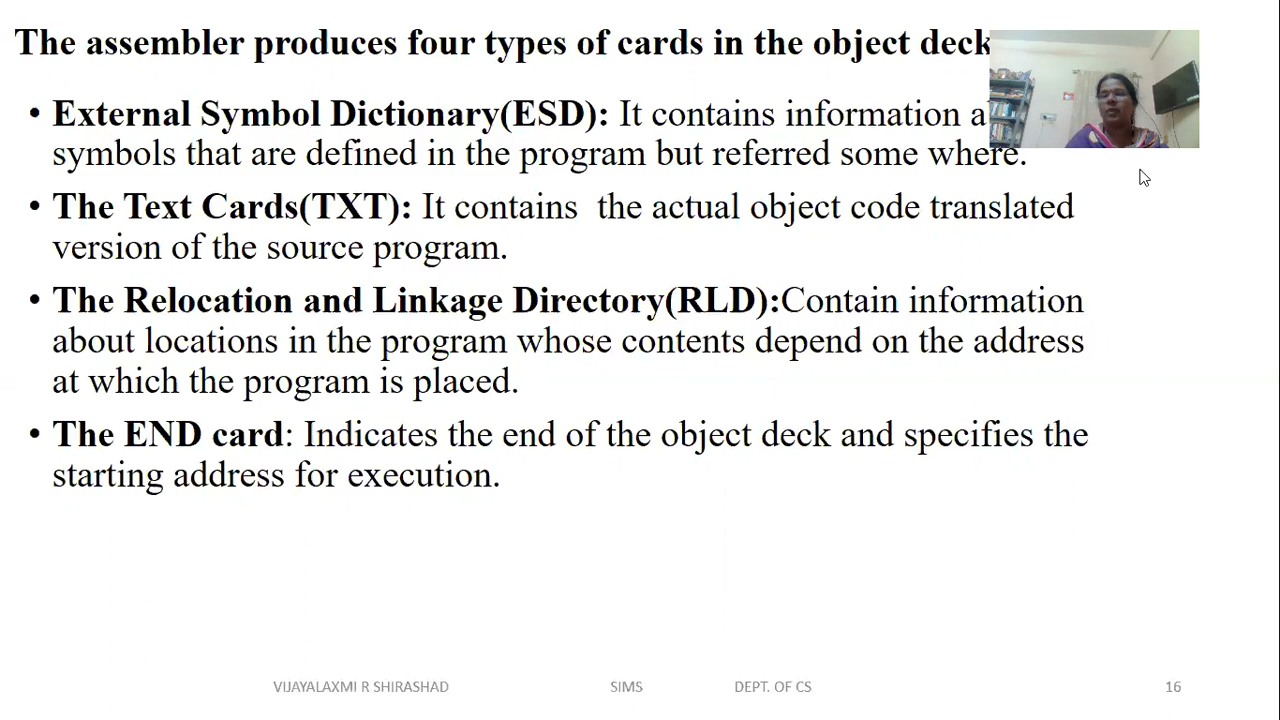 The assembler produces four types of cards in the object deck
• External Symbol Dictionary(ESD): It contains information
symbols that are defined in the program but referred some where.
• The Text Cards(TXT): It contains the actual object code translated
version of the source program.
• The Relocation and Linkage Directory(RLD):Contain information
about locations in the program whose contents depend on the address
at which the program is placed.
• The END card: Indicates the end of the object deck and specifies the
starting address for execution.
VIJAYALAXMI R SHIRASHAD SIMS DEPT. OF CS 16